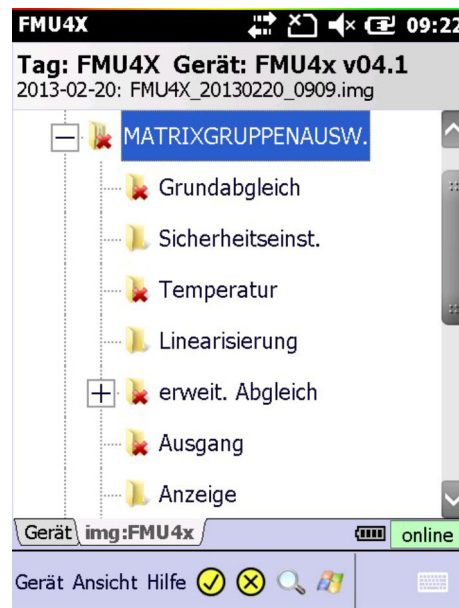 FMU4X 09:22
Tag: FMU4X Gerät: FMU4x v04.1
2013-02-20: FMU4X_20130220_0909.img
MATRIXGRUPPENAUSW.
Grundabgleich
Sicherheitseinst.
Temperatur
Linearisierung
erweit. Abgleich
Ausgang
Anzeige
Gerät img:FMU4x online
Gerät Ansicht Hilfe